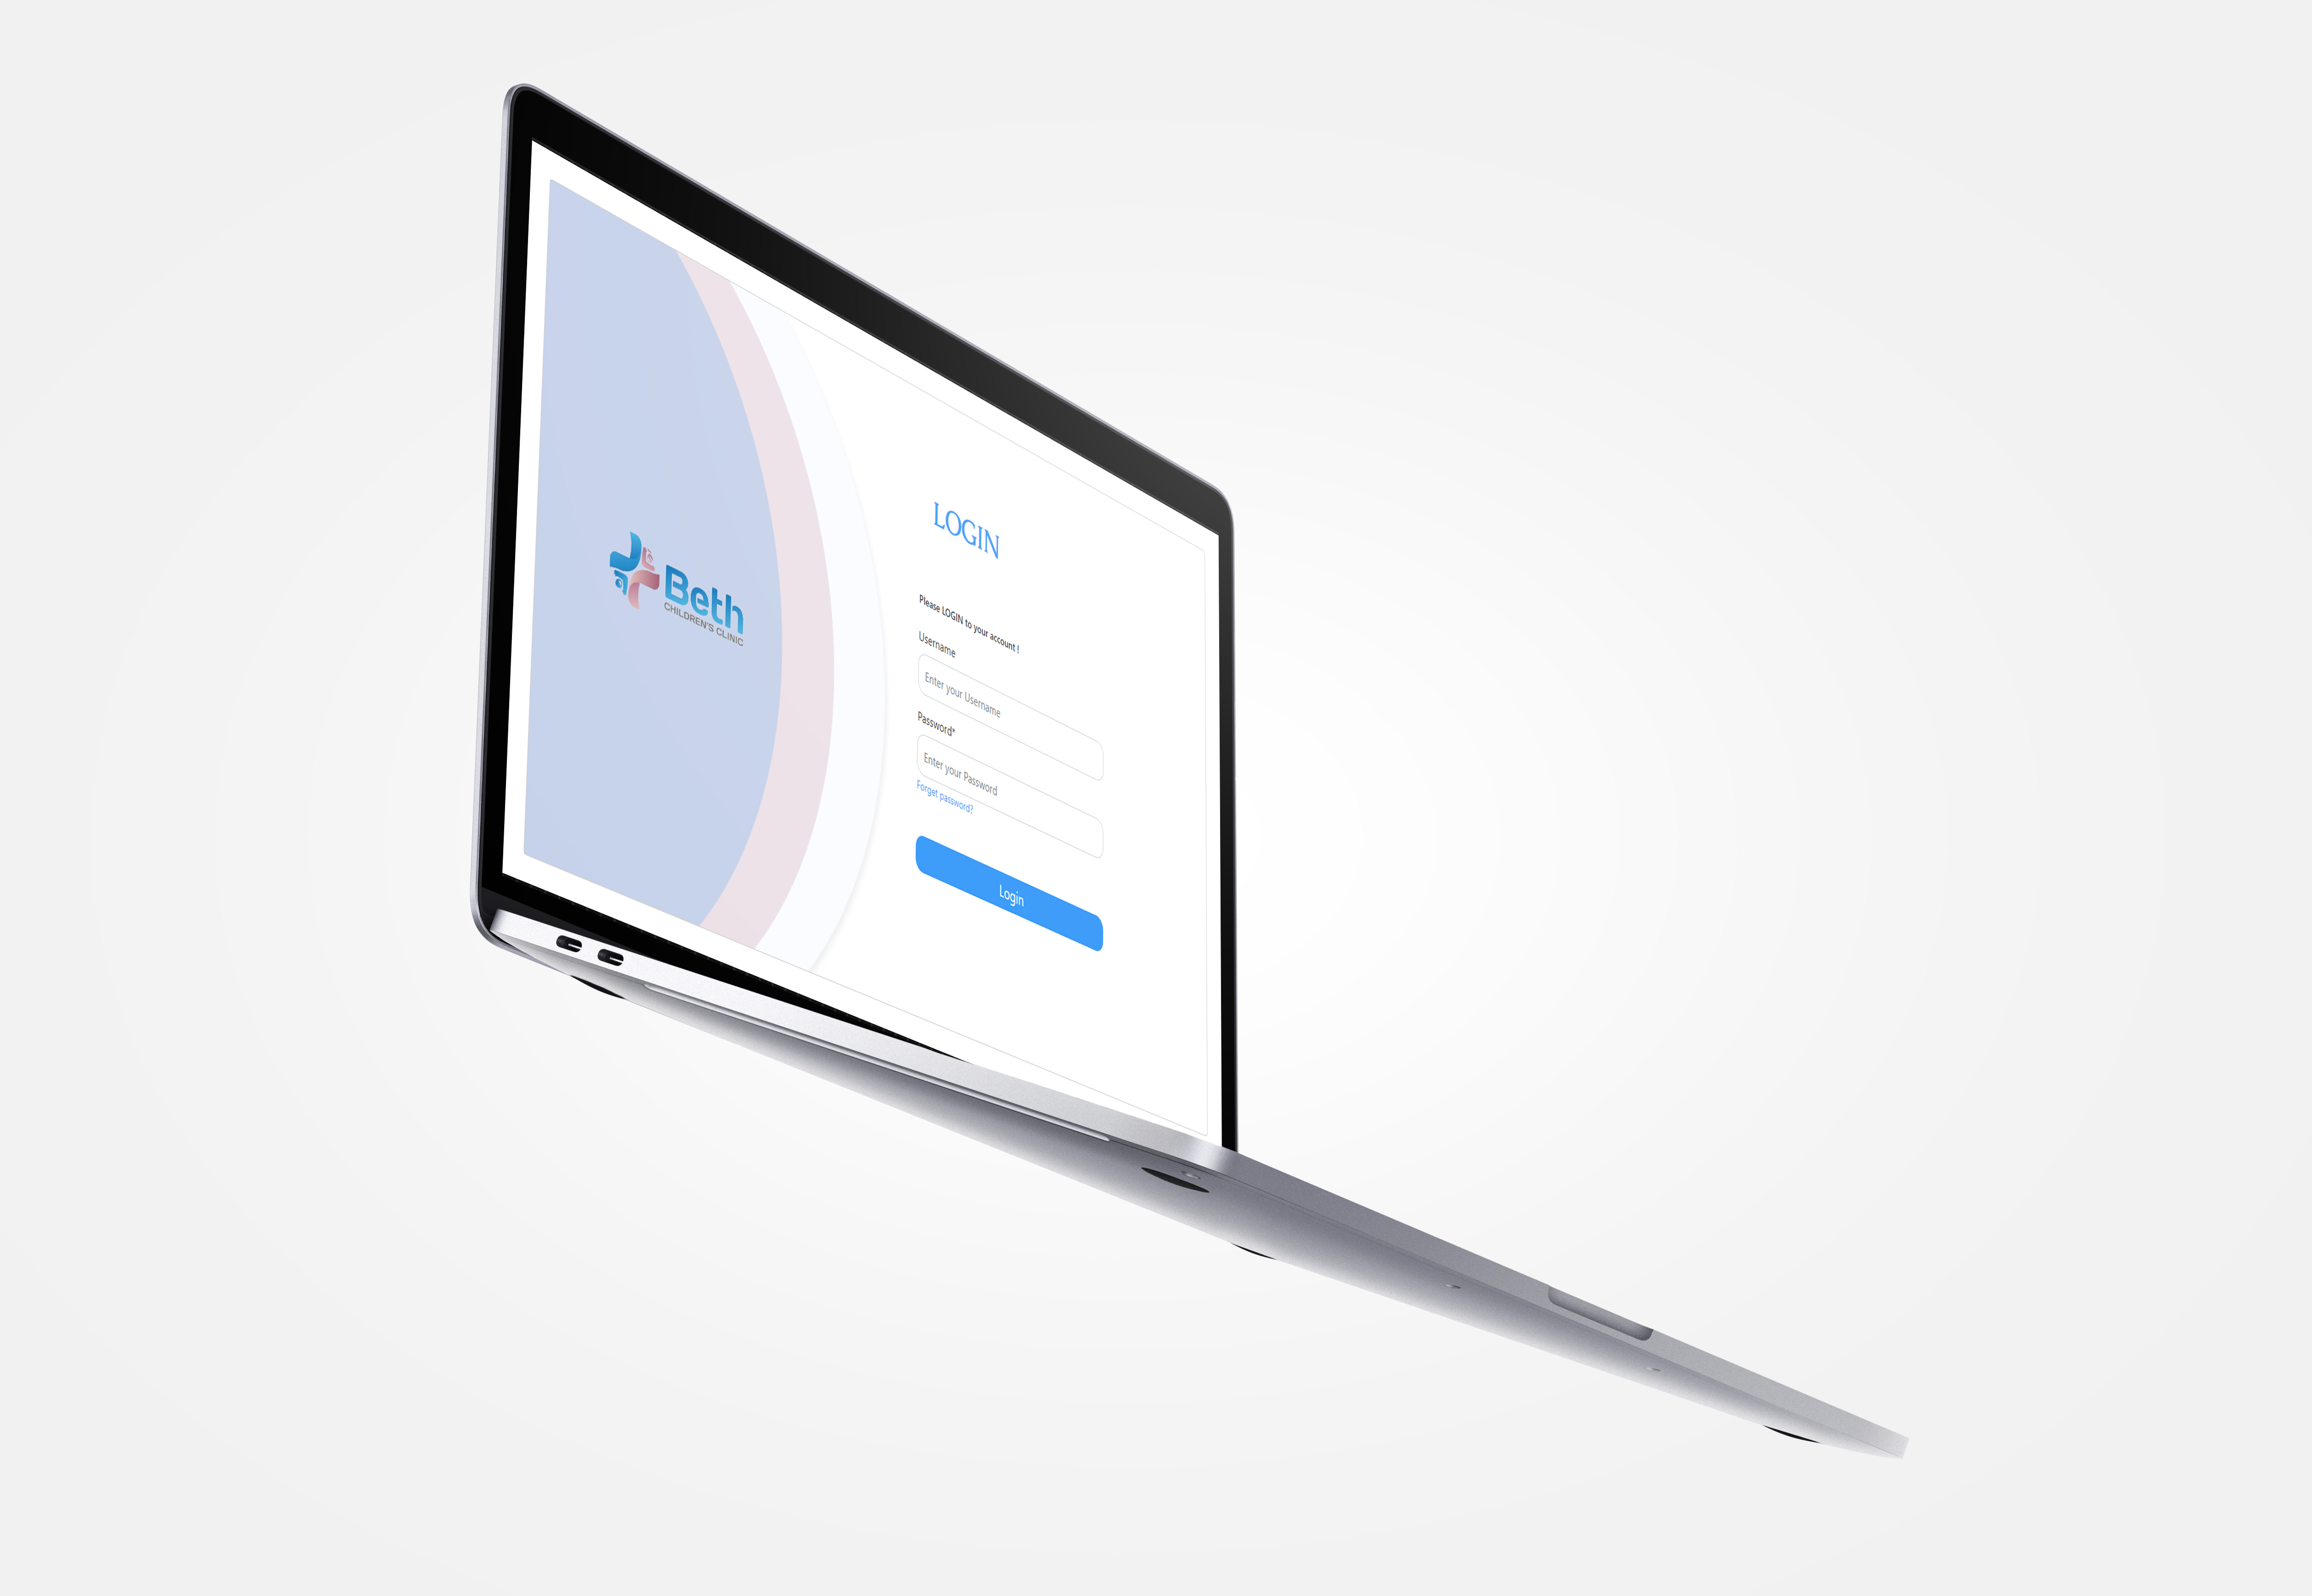 Beth
CHILDREN'S CLINIC
LOGIN
Please LOGIN to your account !
Username
Enter your Username
Password*
Enter your Password
Forget password?
Login